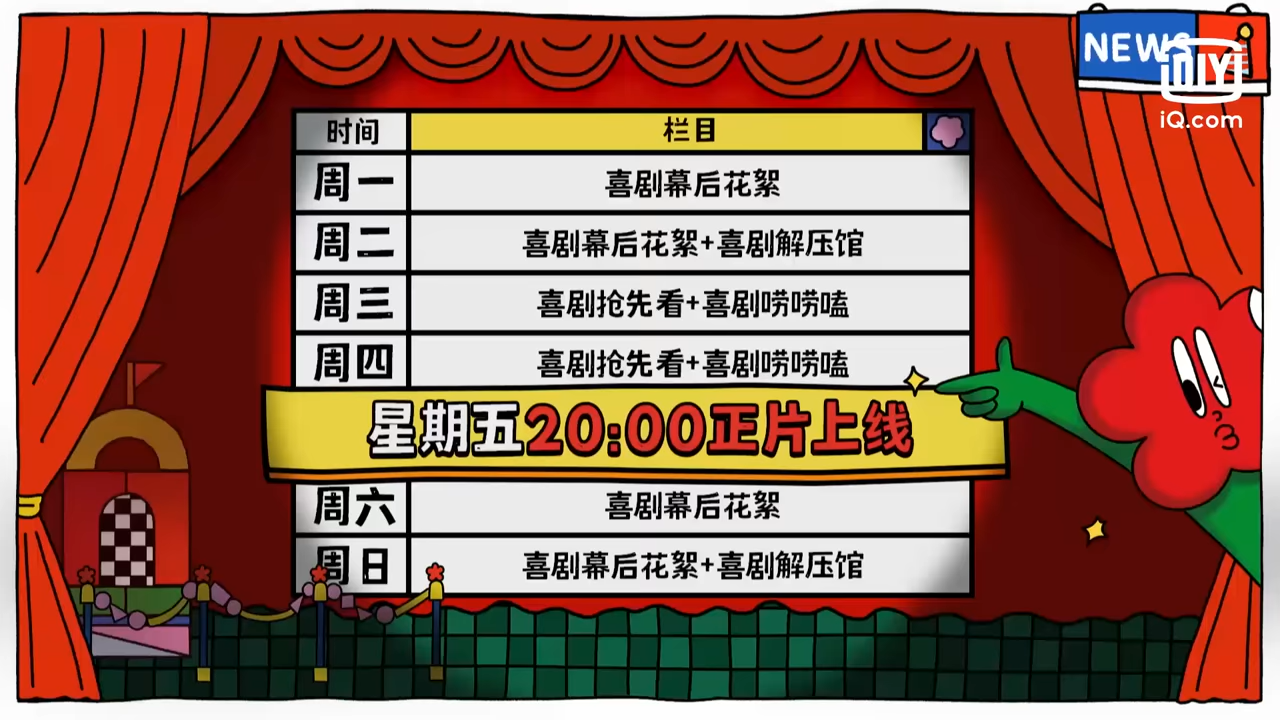 NEWS
iQIYI
iQ.com
时间 栏目
周一 喜剧幕后花絮
周二 喜剧幕后花絮+喜剧解压馆
周三 喜剧抢先看+喜剧唠唠嗑
周四 喜剧抢先看+喜剧唠唠嗑
星期五20:00正片上线
周六 喜剧幕后花絮
周日 喜剧幕后花絮+喜剧解压馆